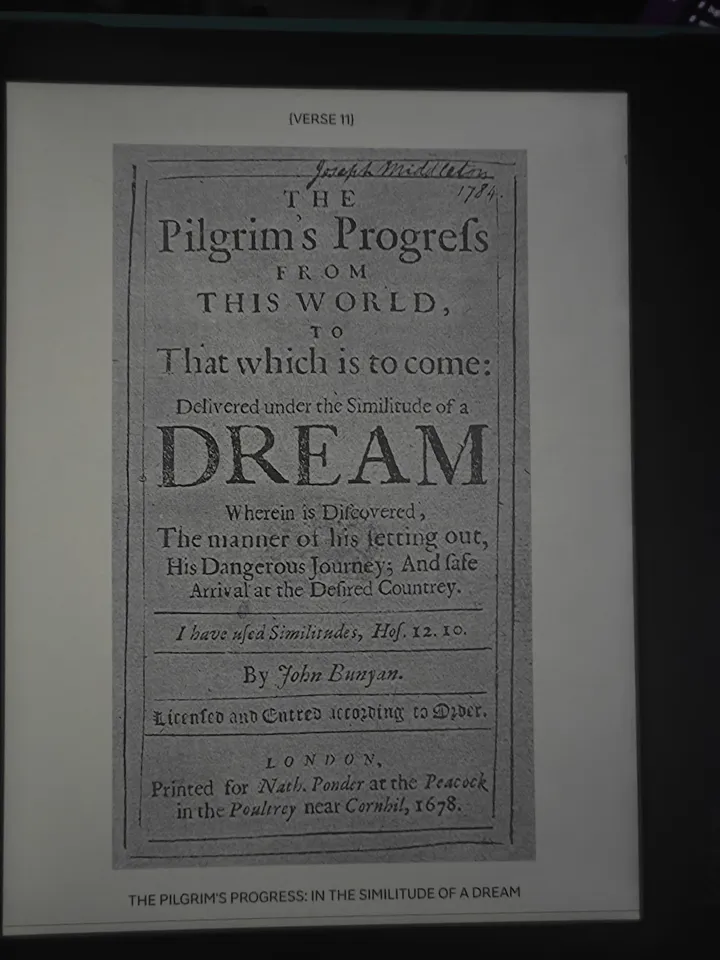 {VERSE 11}
Joseph Middleton
1784.
THE
Pilgrim's Progreſs
FROM
THIS WORLD,
TO
That which is to come:
Delivered under the Similitude of a
DREAM
Wherein is Diſcovered,
The manner of his ſetting out,
His Dangerous Journey; And ſafe
Arrival at the Deſired Countrey.
I have uſed Similitudes, Hoſ. 12. 10.
By John Bunyan.
Licenſed and Entred according to Order.
LONDON,
Printed for Nath. Ponder at the Peacock
in the Poultrey near Cornhil, 1678.
THE PILGRIM'S PROGRESS: IN THE SIMILITUDE OF A DREAM